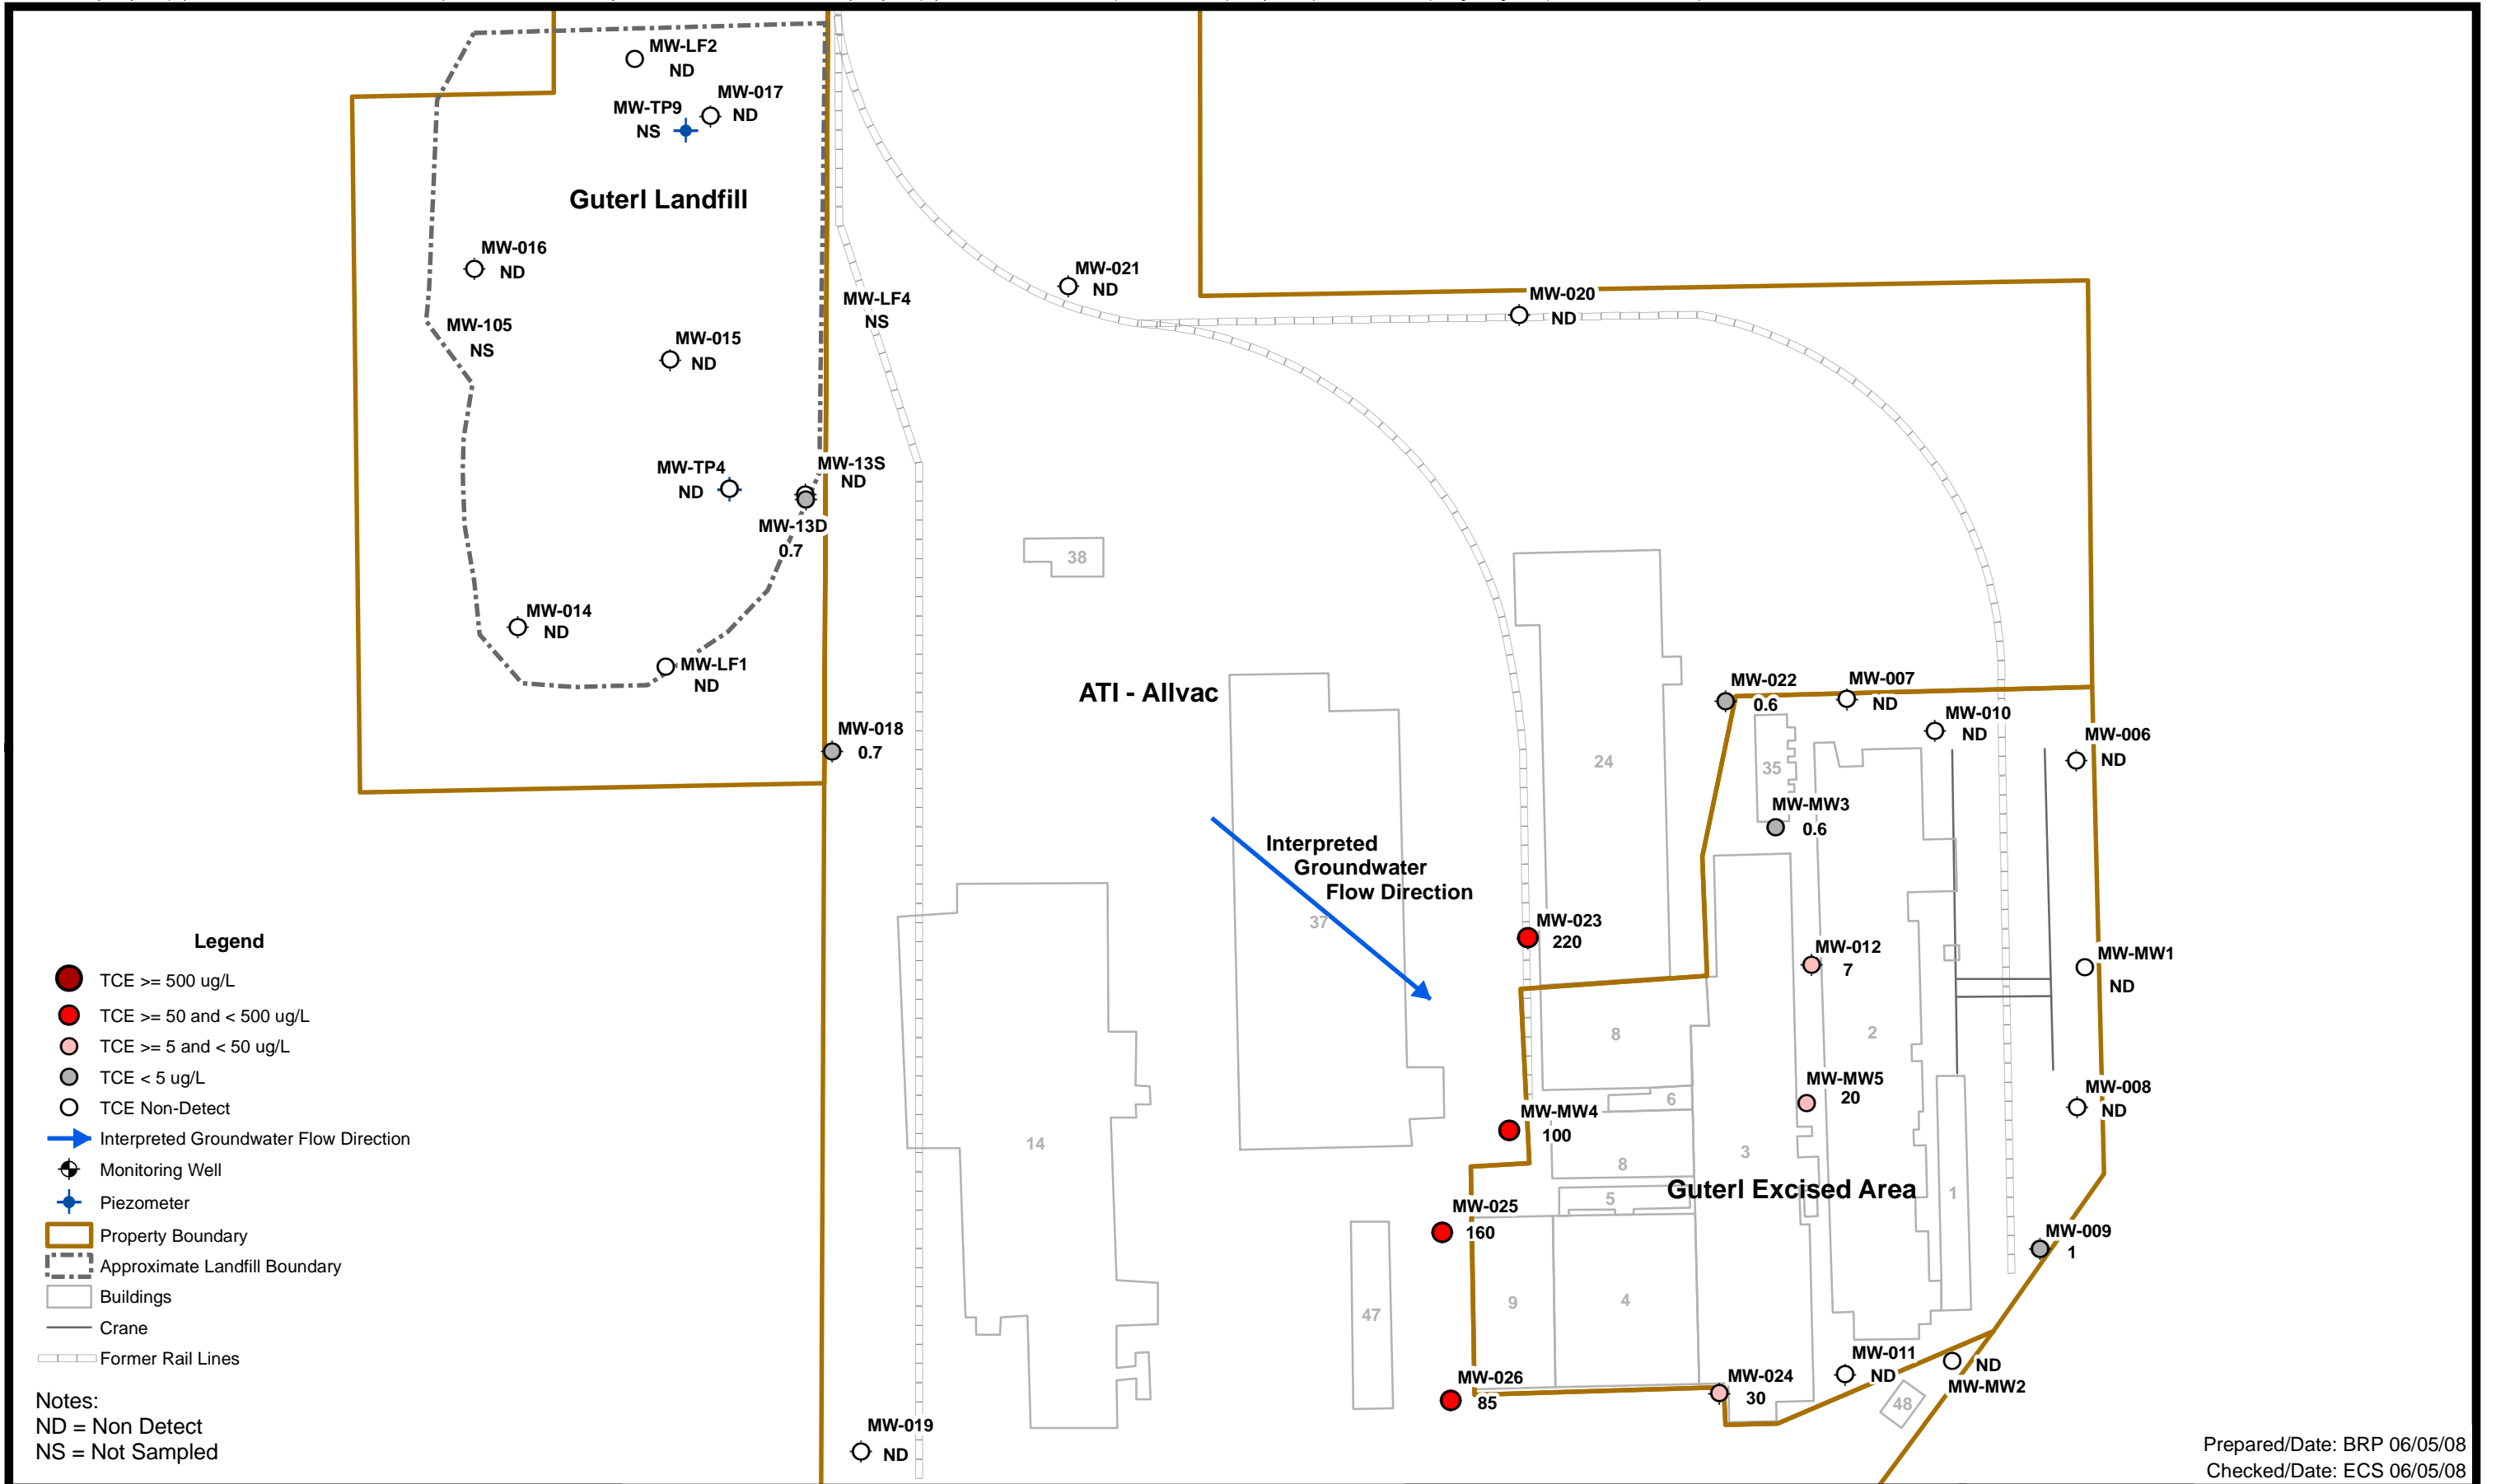 MW-LF2
ND
MW-017
ND
MW-TP9
NS
Guterl Landfill
MW-016
ND
MW-105
NS
MW-015
ND
MW-LF4
NS
MW-021
ND
MW-020
ND
MW-TP4
ND
MW-13S
ND
MW-13D
0.7
MW-014
ND
MW-LF1
ND
MW-018
0.7
38
ATI - Allvac
24
37
Interpreted
Groundwater
Flow Direction
MW-022
0.6
MW-007
ND
MW-010
ND
MW-006
ND
35
MW-MW3
0.6
MW-023
220
MW-012
7
MW-MW1
ND
8
2
MW-MW5
20
MW-008
ND
6
MW-MW4
100
14
8
3
Guterl Excised Area
5
1
MW-025
160
MW-009
1
47
9
4
MW-011
ND
ND
MW-MW2
MW-026
85
MW-024
30
48
MW-019
ND
Legend
TCE >= 500 ug/L
TCE >= 50 and < 500 ug/L
TCE >= 5 and < 50 ug/L
TCE < 5 ug/L
TCE Non-Detect
Interpreted Groundwater Flow Direction
Monitoring Well
Piezometer
Property Boundary
Approximate Landfill Boundary
Buildings
Crane
Former Rail Lines
Notes:
ND = Non Detect
NS = Not Sampled
Prepared/Date: BRP 06/05/08
Checked/Date: ECS 06/05/08